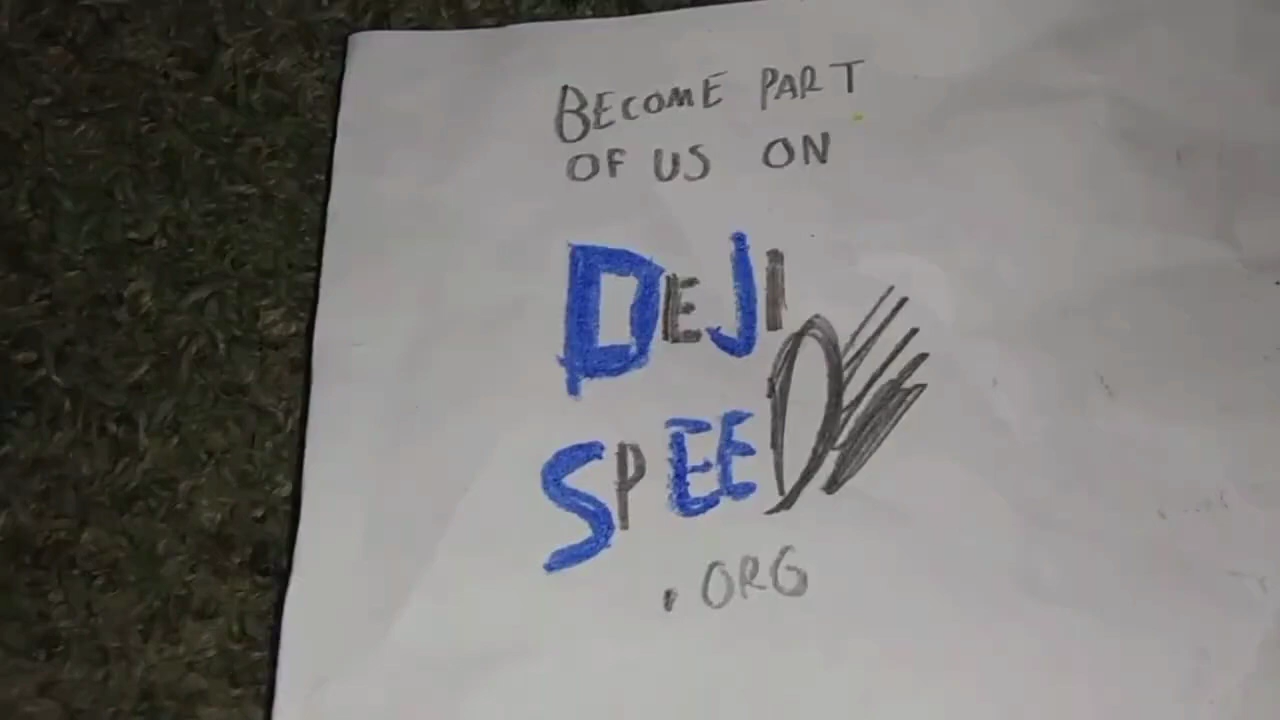 BECOME PART
OF US ON
DEJI
SPEED
.ORG